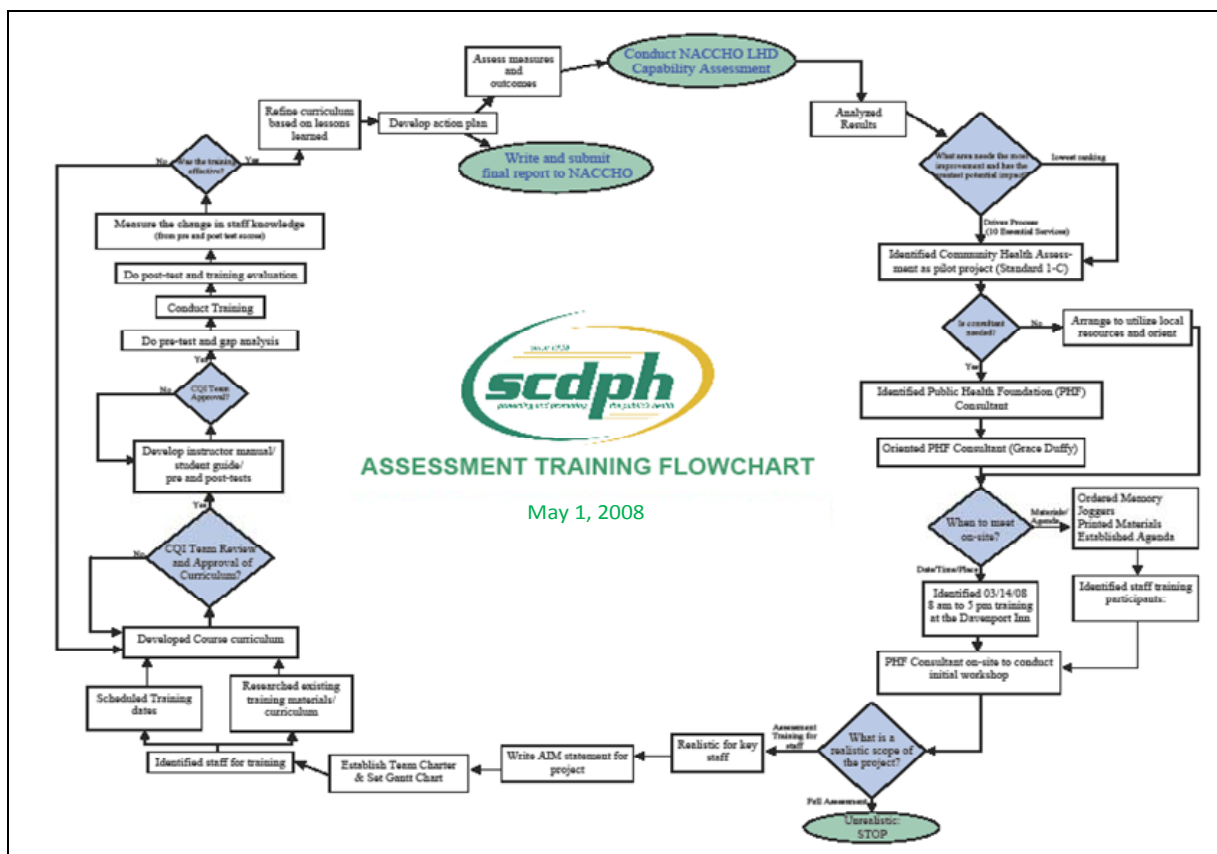 Conduct NACCHO LHD
Capability Assessment
Analyzed
Results
What area needs the most
improvement and has the
greatest potential impact?
lowest ranking
Driven Process
(10 Essential Services)
Identified Community Health Assess-
ment as pilot project (Standard 1-C)
Is consultant
needed?
No
Arrange to utilize local
resources and orient
Yes
Identified Public Health Foundation (PHF)
Consultant
Oriented PHF Consultant (Grace Duffy)
When to meet
on-site?
Materials/
Agenda
Ordered Memory
Joggers
Printed Materials
Established Agenda
Date/Time/Place
Identified 03/14/08
8 am to 5 pm training
at the Davenport Inn
Identified staff training
participants:
PHF Consultant on-site to conduct
initial workshop
What is a
realistic scope of
the project?
Full Assessment
Unrealistic:
STOP
Assessment
Training for
staff
Realistic for key
staff
Write AIM statement for
project
Establish Team Charter
& Set Gantt Chart
Identified staff for training
Scheduled Training
dates
Researched existing
training materials/
curriculum
Developed Course curriculum
CQI Team Review
and Approval of
Curriculum?
No
Yes
Develop instructor manual/
student guide/
pre and post-tests
CQI Team
Approval?
No
Yes
Do pre-test and gap analysis
Conduct Training
Do post-test and training evaluation
Measure the change in staff knowledge
(from pre and post test scores)
Was the training
effective?
No
Yes
Refine curriculum
based on lessons
learned
Develop action plan
Assess measures
and
outcomes
Write and submit
final report to NACCHO
since 1938
scdph
protecting and promoting the public's health
ASSESSMENT TRAINING FLOWCHART
May 1, 2008